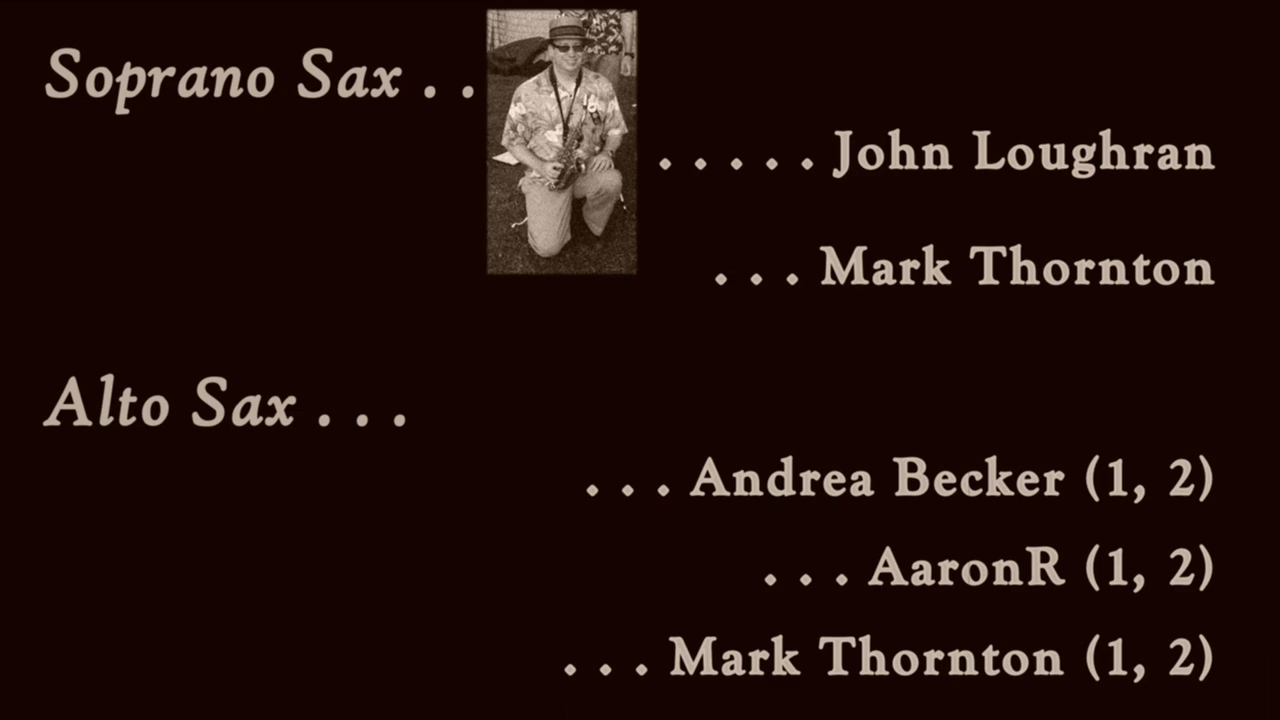 Soprano Sax . .
. . . . . John Loughran
. . . Mark Thornton
Alto Sax . . .
. . . Andrea Becker (1, 2)
. . . AaronR (1, 2)
. . . Mark Thornton (1, 2)